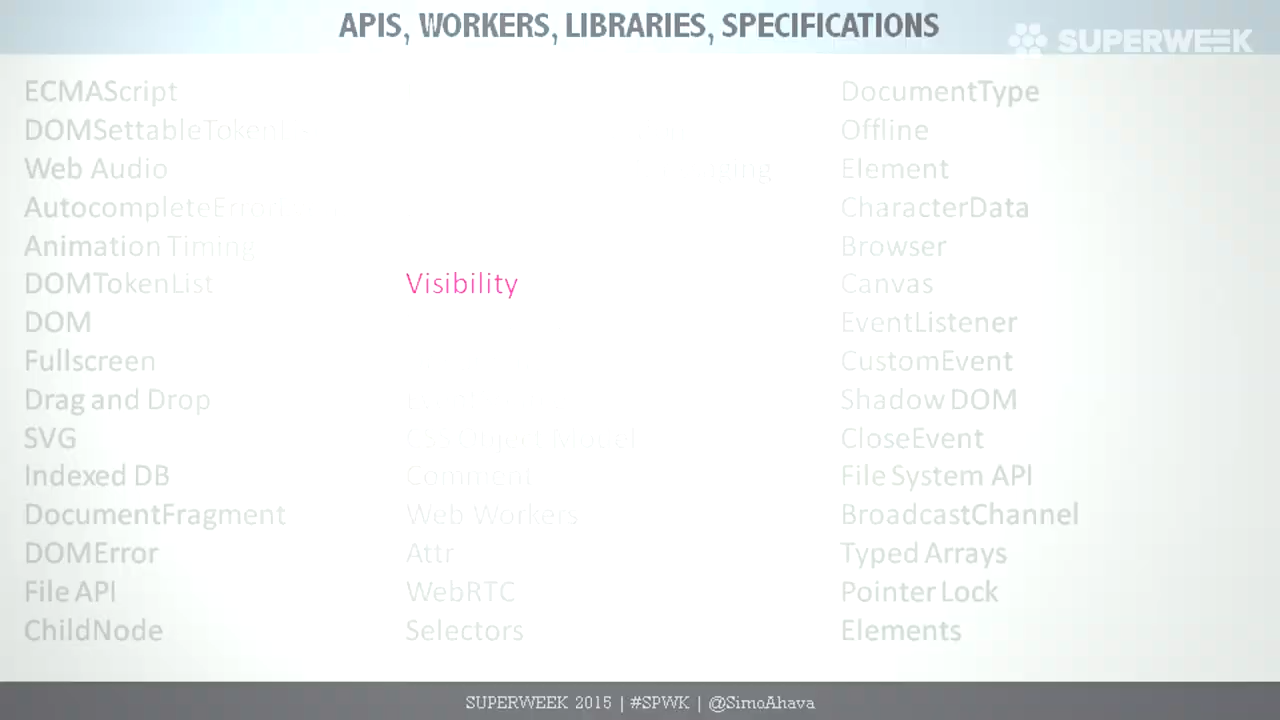 APIS, WORKERS, LIBRARIES, SPECIFICATIONS
SUPERWEEK
ECMAScript
Web Audio
Animation Timing
DOMTokenList
DOM
Fullscreen
Drag and Drop
SVG
Indexed DB
DocumentFragment
DOMError
File API
ChildNode
Visibility
CSS Object Model
Comment
Web Workers
Attr
WebRTC
Selectors
DocumentType
Offline
Element
CharacterData
Browser
Canvas
EventListener
CustomEvent
Shadow DOM
CloseEvent
File System API
BroadcastChannel
Typed Arrays
Pointer Lock
Elements
SUPERWEEK 2015 | #SPWK | @SimoAhava